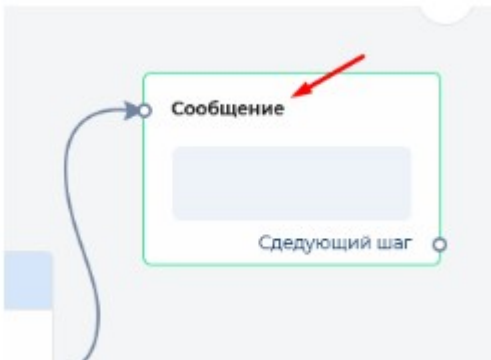 Сообщение
Сдедующий шаг